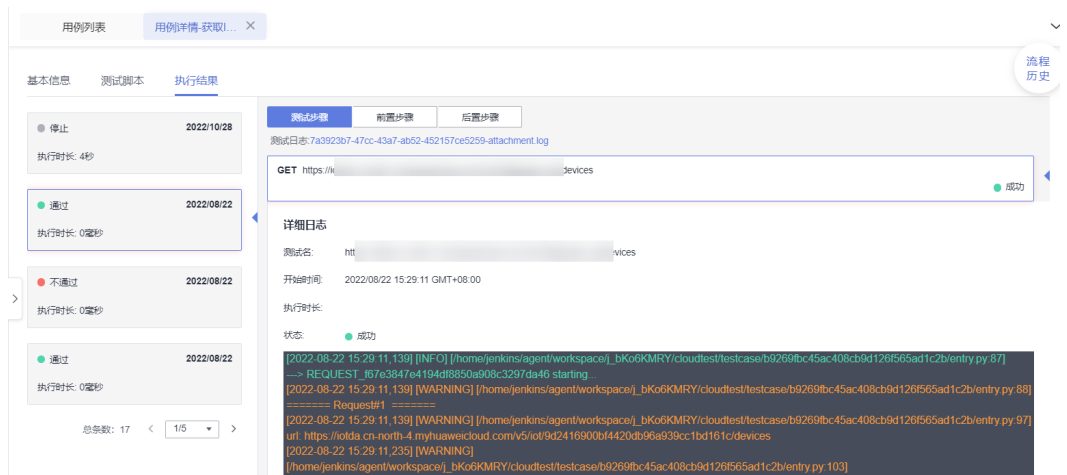 用例列表
用例详情-获取I...
流程
历史
基本信息
测试脚本
执行结果
停止 2022/10/28
执行时长: 4秒
通过 2022/08/22
执行时长: 0毫秒
不通过 2022/08/22
执行时长: 0毫秒
通过 2022/08/22
执行时长: 0毫秒
总条数: 17 < 1/5 >
测试步骤 前置步骤 后置步骤
测试日志:7a3923b7-47cc-43a7-ab52-452157ce5259-attachment.log
GET https://i devices
成功
详细日志
测试名: htt vices
开始时间: 2022/08/22 15:29:11 GMT+08:00
执行时长:
状态: 成功
[2022-08-22 15:29:11,139] [INFO] [/home/jenkins/agent/workspace/j_bKo6KMRY/cloudtest/testcase/b9269fbc45ac408cb9d126f565ad1c2b/entry.py:87]
---> REQUEST_f67e3847e4194df8850a908c3297da46 starting...
[2022-08-22 15:29:11,139] [WARNING] [/home/jenkins/agent/workspace/j_bKo6KMRY/cloudtest/testcase/b9269fbc45ac408cb9d126f565ad1c2b/entry.py:88]
======= Request#1 =======
[2022-08-22 15:29:11,139] [WARNING] [/home/jenkins/agent/workspace/j_bKo6KMRY/cloudtest/testcase/b9269fbc45ac408cb9d126f565ad1c2b/entry.py:97]
url: https://iotda.cn-north-4.myhuaweicloud.com/v5/iot/9d2416900bf4420db96a939cc1bd161c/devices
[2022-08-22 15:29:11,235] [WARNING]
[/home/jenkins/agent/workspace/j_bKo6KMRY/cloudtest/testcase/b9269fbc45ac408cb9d126f565ad1c2b/entry.py:103]